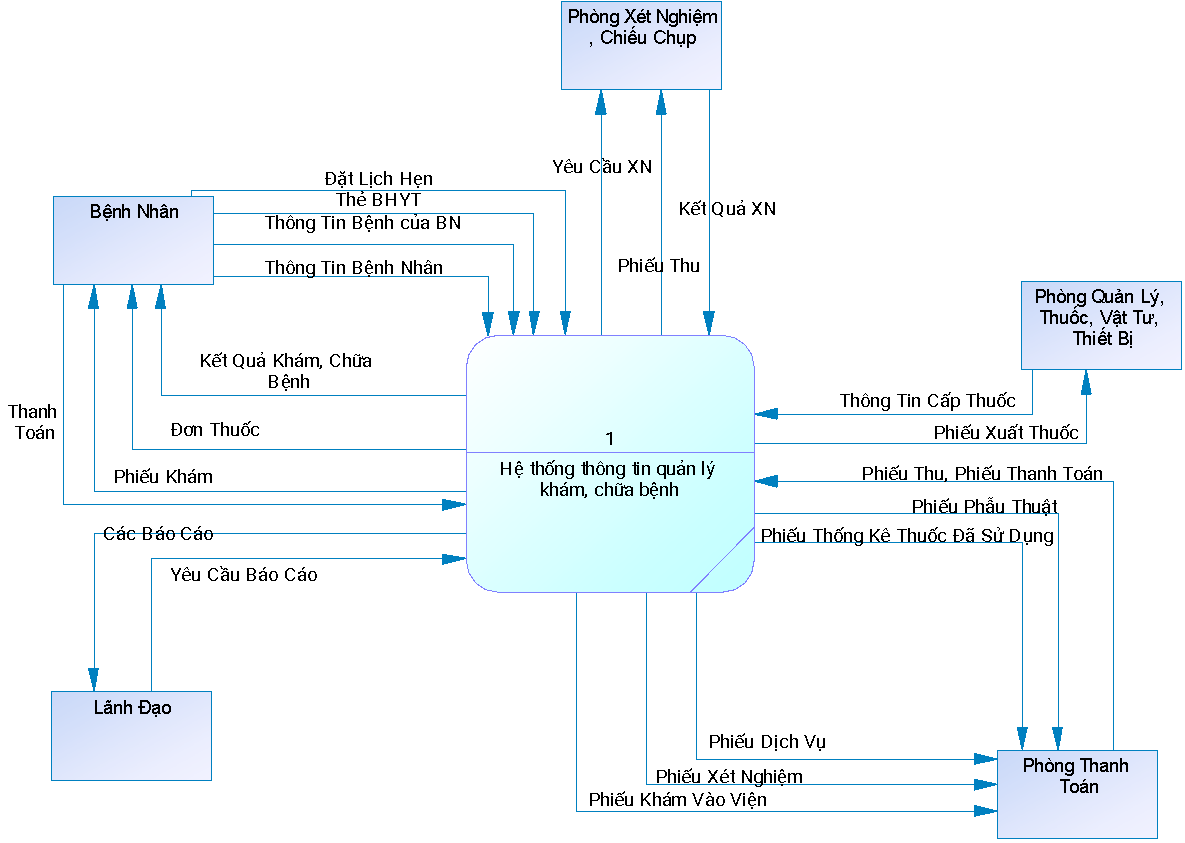 Phòng Xét Nghiệm
, Chiếu Chụp
Yêu Cầu XN
Đặt Lịch Hẹn
Thẻ BHYT
Bệnh Nhân
Kết Quả XN
Thông Tin Bệnh của BN
Thông Tin Bệnh Nhân
Phiếu Thu
Phòng Quản Lý,
Thuốc, Vật Tư,
Thiết Bị
Kết Quả Khám, Chữa
Bệnh
Thông Tin Cấp Thuốc
Thanh
Toán
Đơn Thuốc
Phiếu Xuất Thuốc
1
Hệ thống thông tin quản lý
khám, chữa bệnh
Phiếu Khám
Phiếu Thu, Phiếu Thanh Toán
Phiếu Phẫu Thuật
Các Báo Cáo
Phiếu Thống Kê Thuốc Đã Sử Dụng
Yêu Cầu Báo Cáo
Lãnh Đạo
Phiếu Dịch Vụ
Phiếu Xét Nghiệm
Phiếu Khám Vào Viện
Phòng Thanh
Toán